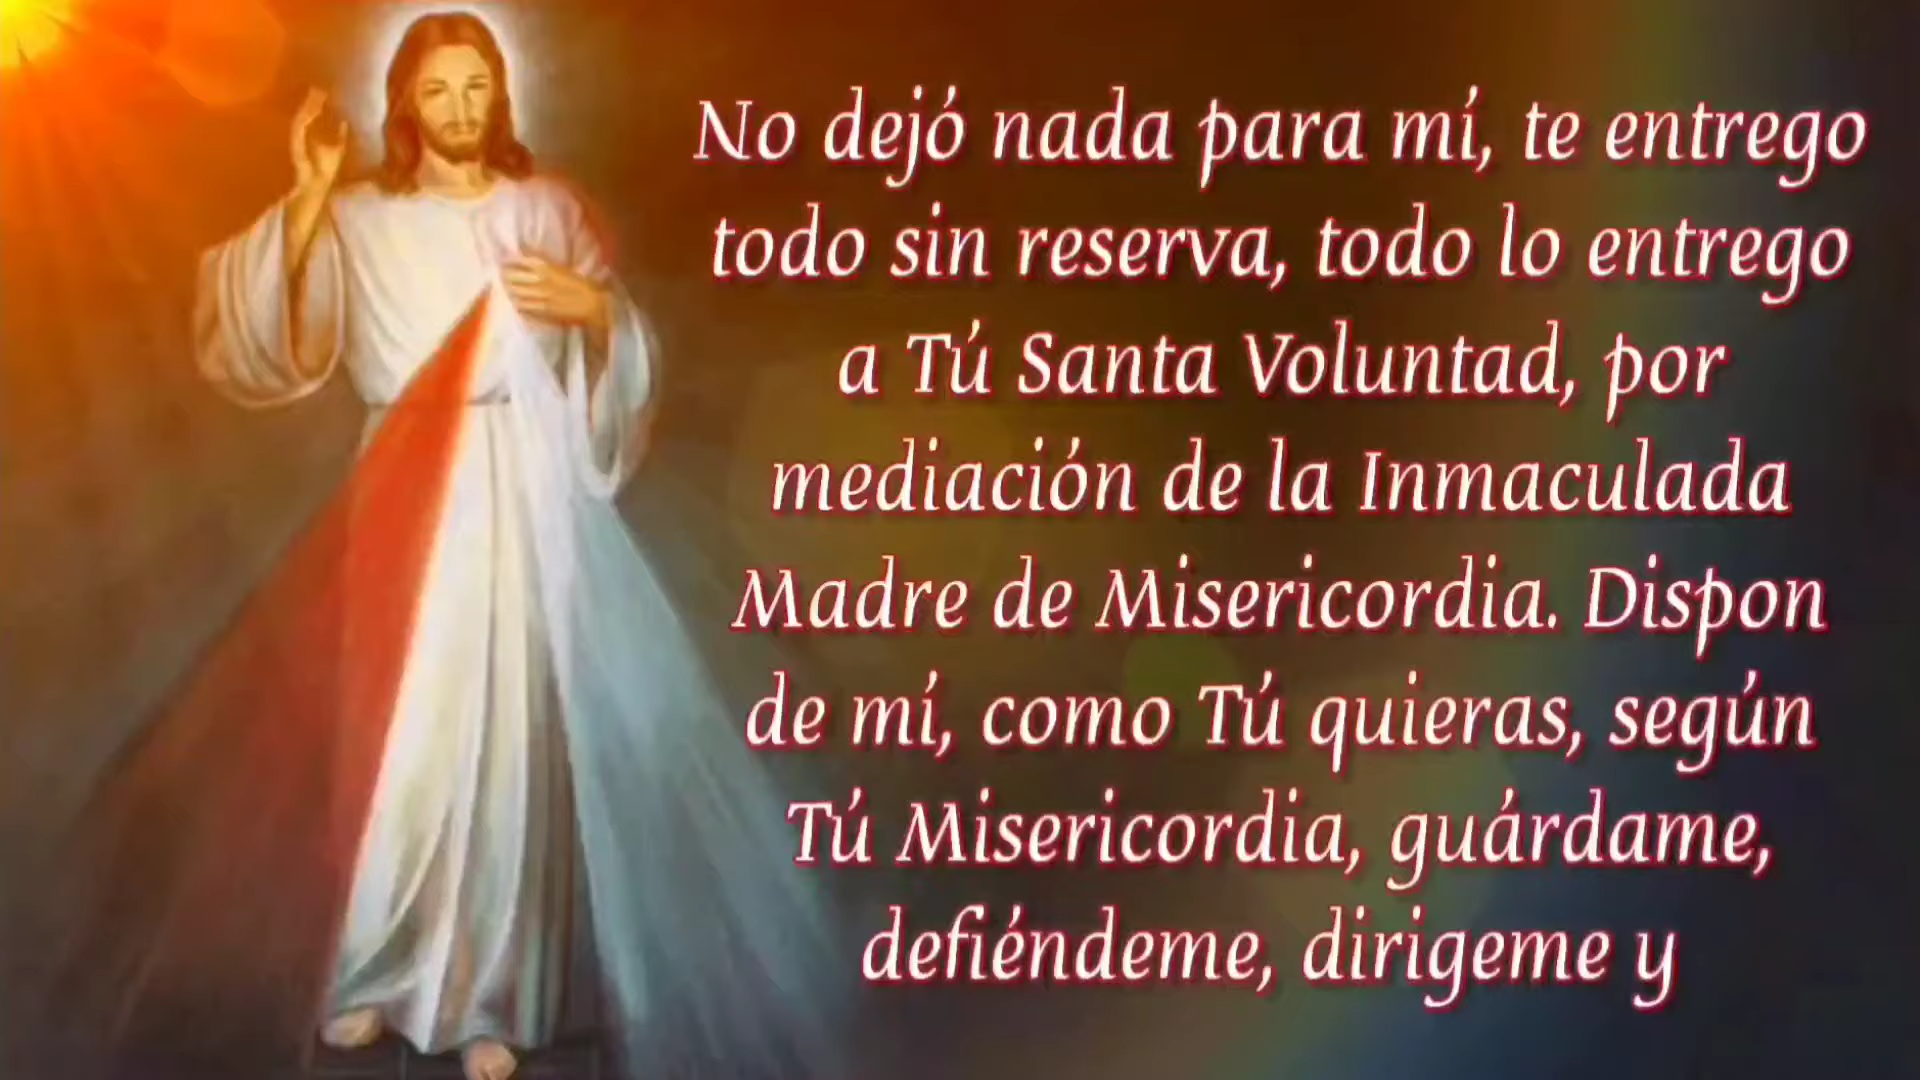 No dejó nada para mí, te entrego
todo sin reserva, todo lo entrego
a Tú Santa Voluntad, por
mediación de la Inmaculada
Madre de Misericordia. Dispon
de mí, como Tú quieras, según
Tú Misericordia, guárdame,
defiéndeme, dirigeme y